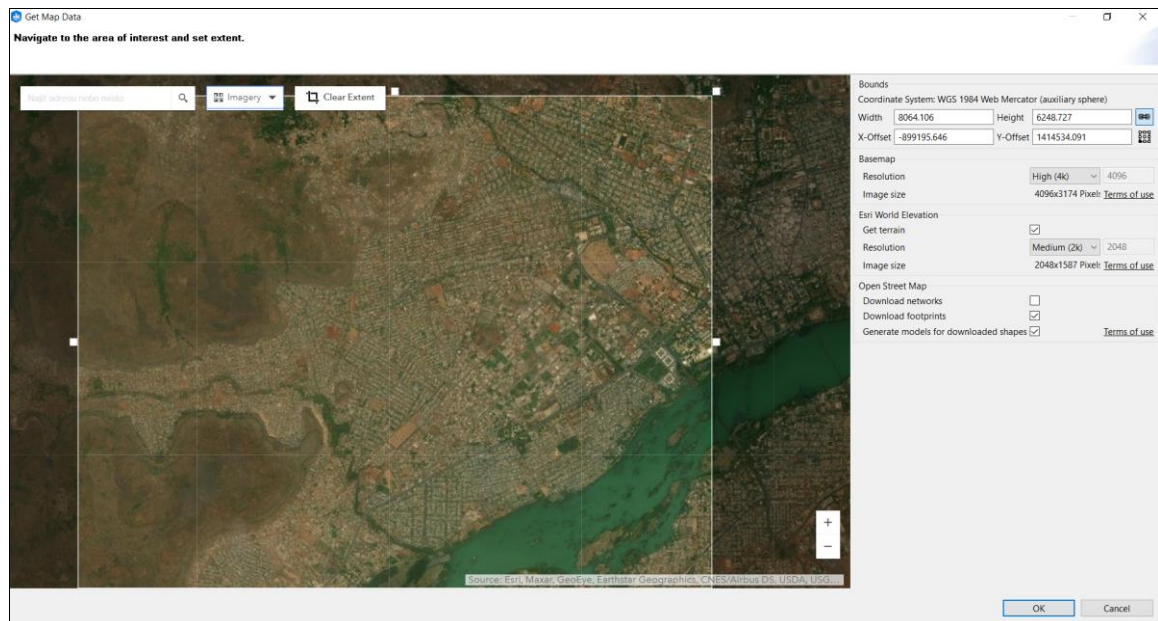 Get Map Data
Navigate to the area of interest and set extent.
Najít adresu nebo místo
Imagery
Clear Extent
Bounds
Coordinate System: WGS 1984 Web Mercator (auxiliary sphere)
Width 8064.106 Height 6248.727
X-Offset -899195.646 Y-Offset 1414534.091
Basemap
Resolution High (4k) 4096
Image size 4096x3174 Pixels Terms of use
Esri World Elevation
Get terrain
Resolution Medium (2k) 2048
Image size 2048x1587 Pixels Terms of use
Open Street Map
Download networks
Download footprints
Generate models for downloaded shapes Terms of use
+
−
Source: Esri, Maxar, GeoEye, Earthstar Geographics, CNES/Airbus DS, USDA, USG...
OK Cancel